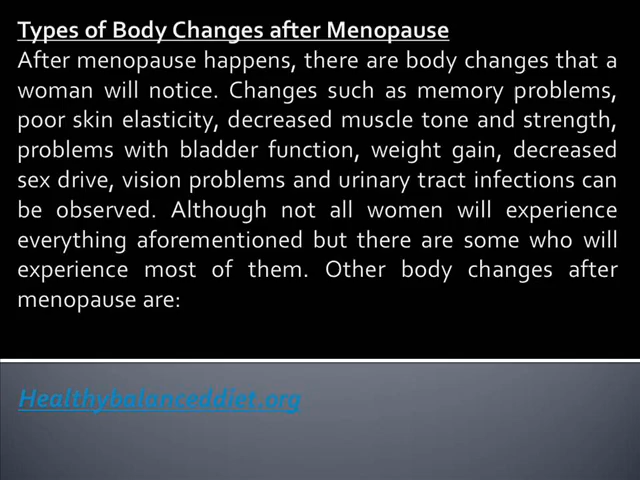 Types of Body Changes after Menopause
After menopause happens, there are body changes that a
woman will notice. Changes such as memory problems,
poor skin elasticity, decreased muscle tone and strength,
problems with bladder function, weight gain, decreased
sex drive, vision problems and urinary tract infections can
be observed. Although not all women will experience
everything aforementioned but there are some who will
experience most of them. Other body changes after
menopause are:
Healthybalanceddiet.org